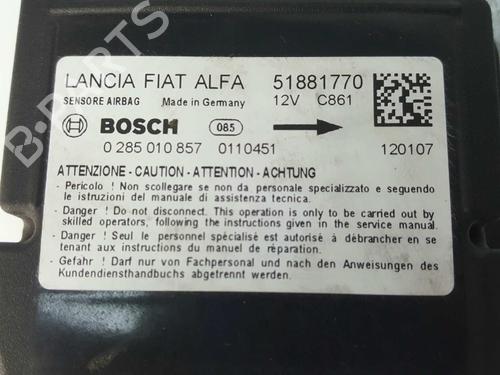 LANCIA FIAT ALFA 51881770
SENSORE AIRBAG Made in Germany 12V C861
BOSCH 085
0 285 010 857 0110451 120107
ATTENZIONE - CAUTION - ATTENTION - ACHTUNG
- Pericolo ! Non scollegare se non da personale specializzato e seguendo
le istruzioni del manuale di assistenza tecnica.
- Danger ! Do not disconnect. This operation is only to be carried out by
skilled operators, following the instructions given in the service manual.
- Danger ! Seul le personnel spécialisé est autorisé à débrancher en se
tenant aux instructions du manuel de réparation.
- Gefahr ! Darf nur von Fachpersonal und nach den Anweisungen des
Kundendiensthandbuchs abgetrennt werden.
B-PARTS